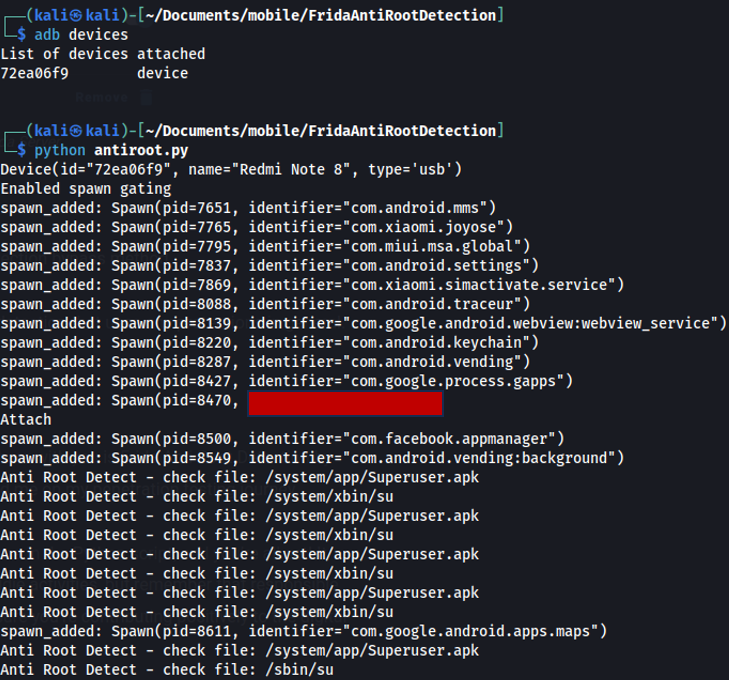 (kali㉿kali)-[~/Documents/mobile/FridaAntiRootDetection]
$ adb devices
List of devices attached
72ea06f9        device
(kali㉿kali)-[~/Documents/mobile/FridaAntiRootDetection]
$ python antiroot.py
Device(id="72ea06f9", name="Redmi Note 8", type='usb')
Enabled spawn gating
spawn_added: Spawn(pid=7651, identifier="com.android.mms")
spawn_added: Spawn(pid=7765, identifier="com.xiaomi.joyose")
spawn_added: Spawn(pid=7795, identifier="com.miui.msa.global")
spawn_added: Spawn(pid=7837, identifier="com.android.settings")
spawn_added: Spawn(pid=7869, identifier="com.xiaomi.simactivate.service")
spawn_added: Spawn(pid=8088, identifier="com.android.traceur")
spawn_added: Spawn(pid=8139, identifier="com.google.android.webview:webview_service")
spawn_added: Spawn(pid=8220, identifier="com.android.keychain")
spawn_added: Spawn(pid=8287, identifier="com.android.vending")
spawn_added: Spawn(pid=8427, identifier="com.google.process.gapps")
spawn_added: Spawn(pid=8470,
Attach
spawn_added: Spawn(pid=8500, identifier="com.facebook.appmanager")
spawn_added: Spawn(pid=8549, identifier="com.android.vending:background")
Anti Root Detect - check file: /system/app/Superuser.apk
Anti Root Detect - check file: /system/xbin/su
Anti Root Detect - check file: /system/app/Superuser.apk
Anti Root Detect - check file: /system/xbin/su
Anti Root Detect - check file: /system/app/Superuser.apk
Anti Root Detect - check file: /system/xbin/su
Anti Root Detect - check file: /system/app/Superuser.apk
Anti Root Detect - check file: /system/xbin/su
spawn_added: Spawn(pid=8611, identifier="com.google.android.apps.maps")
Anti Root Detect - check file: /system/app/Superuser.apk
Anti Root Detect - check file: /sbin/su